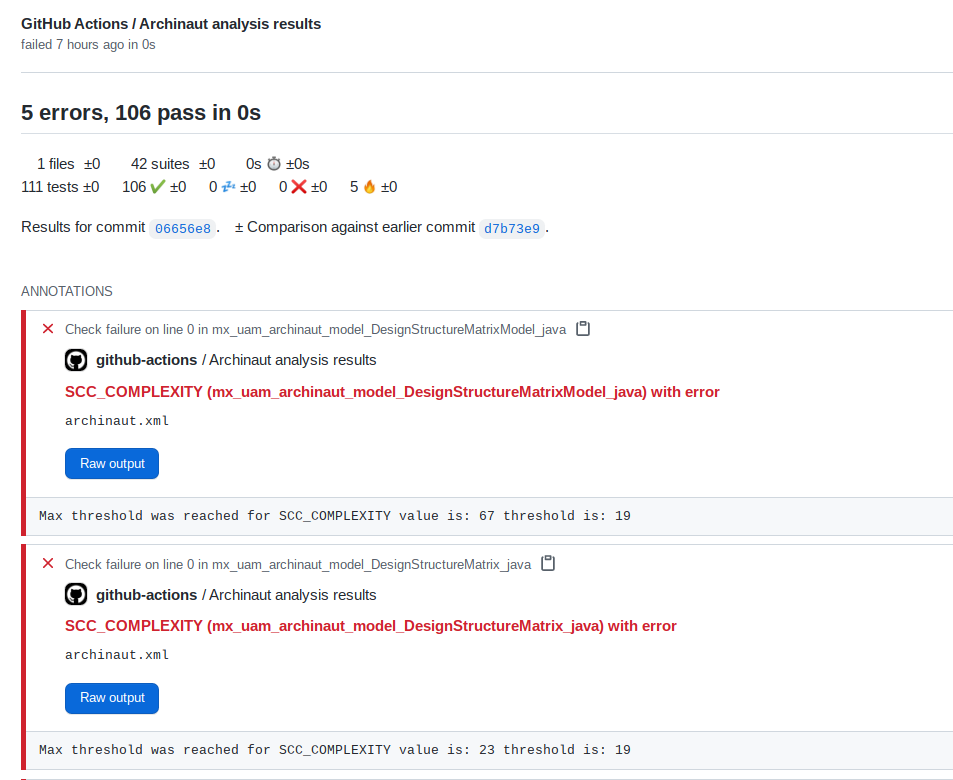 GitHub Actions / Archinaut analysis results
failed 7 hours ago in 0s
5 errors, 106 pass in 0s
1 files ±0 42 suites ±0 0s ⏱️ ±0s
111 tests ±0 106 ✔️ ±0 0 💤 ±0 0 ❌ ±0 5 🔥 ±0
Results for commit 06656e8. ± Comparison against earlier commit d7b73e9.
ANNOTATIONS
Check failure on line 0 in mx_uam_archinaut_model_DesignStructureMatrixModel_java
github-actions / Archinaut analysis results
SCC_COMPLEXITY (mx_uam_archinaut_model_DesignStructureMatrixModel_java) with error
archinaut.xml
Raw output
Max threshold was reached for SCC_COMPLEXITY value is: 67 threshold is: 19
Check failure on line 0 in mx_uam_archinaut_model_DesignStructureMatrix_java
github-actions / Archinaut analysis results
SCC_COMPLEXITY (mx_uam_archinaut_model_DesignStructureMatrix_java) with error
archinaut.xml
Raw output
Max threshold was reached for SCC_COMPLEXITY value is: 23 threshold is: 19